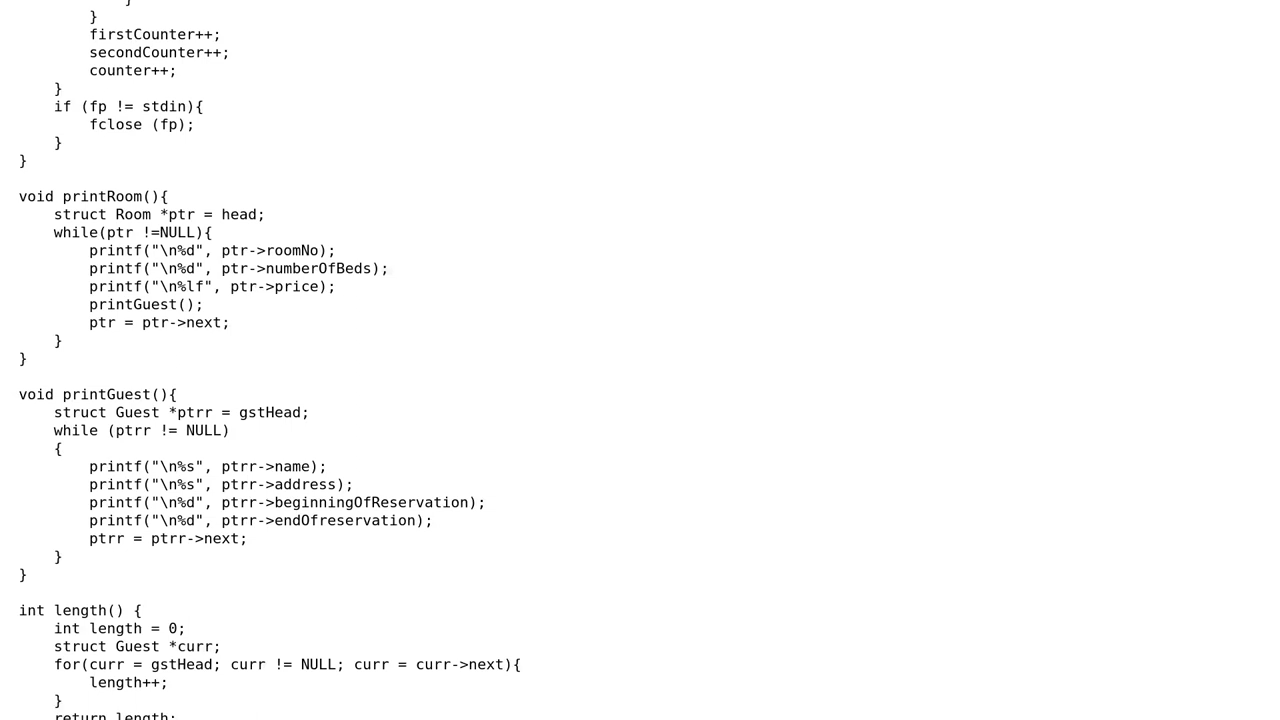 }
}
firstCounter++;
secondCounter++;
counter++;
}
if (fp != stdin){
fclose (fp);
}
}
void printRoom(){
struct Room *ptr = head;
while(ptr !=NULL){
printf("\n%d", ptr->roomNo);
printf("\n%d", ptr->numberOfBeds);
printf("\n%lf", ptr->price);
printGuest();
ptr = ptr->next;
}
}
void printGuest(){
struct Guest *ptrr = gstHead;
while (ptrr != NULL)
{
printf("\n%s", ptrr->name);
printf("\n%s", ptrr->address);
printf("\n%d", ptrr->beginningOfReservation);
printf("\n%d", ptrr->endOfreservation);
ptrr = ptrr->next;
}
}
int length() {
int length = 0;
struct Guest *curr;
for(curr = gstHead; curr != NULL; curr = curr->next){
length++;
}
return length;